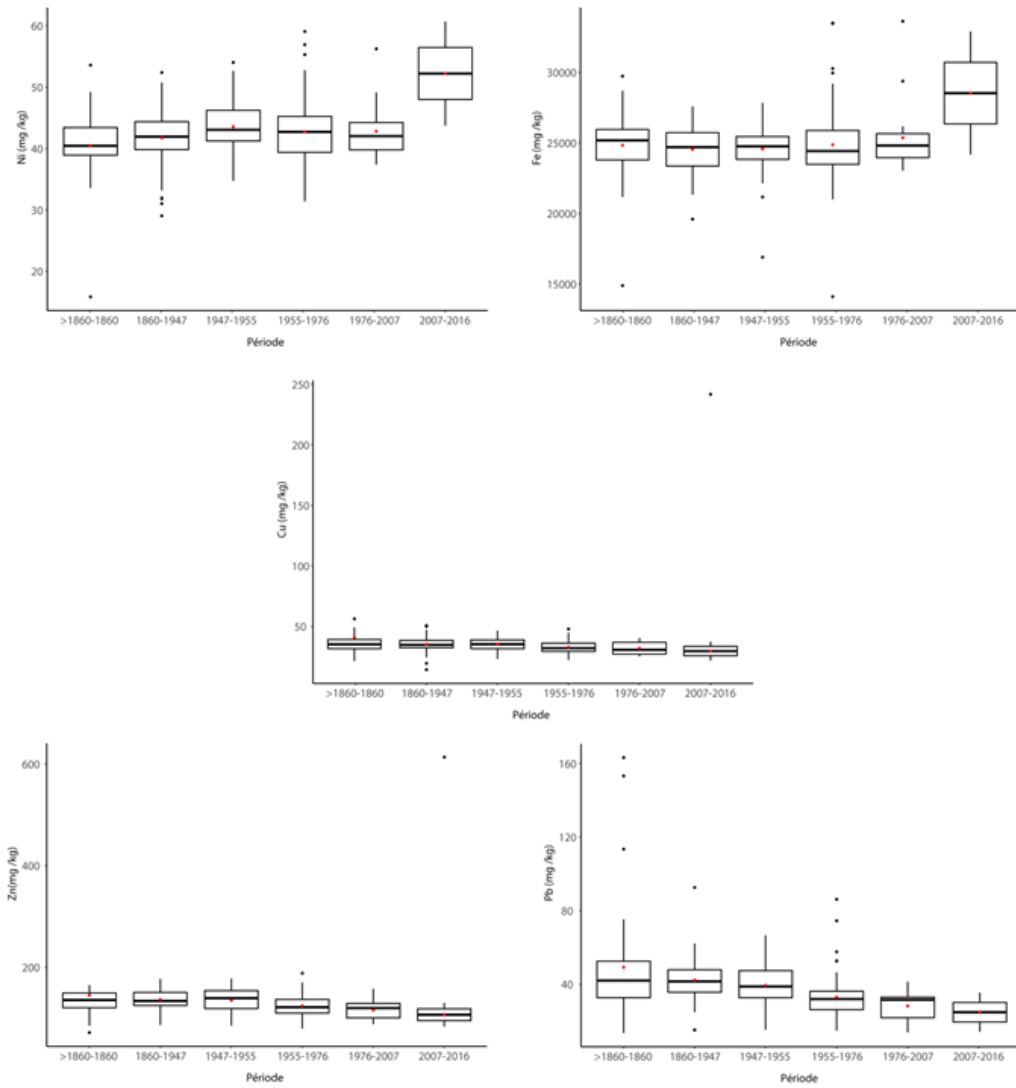 Ni (mg /kg)
60
50
40
30
20
>1860-1860 1860-1947 1947-1955 1955-1976 1976-2007 2007-2016
Période
Fe (mg /kg)
30000
25000
20000
15000
>1860-1860 1860-1947 1947-1955 1955-1976 1976-2007 2007-2016
Période
Cu (mg /kg)
250
200
150
100
50
>1860-1860 1860-1947 1947-1955 1955-1976 1976-2007 2007-2016
Période
Zn(mg /kg)
600
400
200
>1860-1860 1860-1947 1947-1955 1955-1976 1976-2007 2007-2016
Période
Pb (mg /kg)
160
120
80
40
>1860-1860 1860-1947 1947-1955 1955-1976 1976-2007 2007-2016
Période